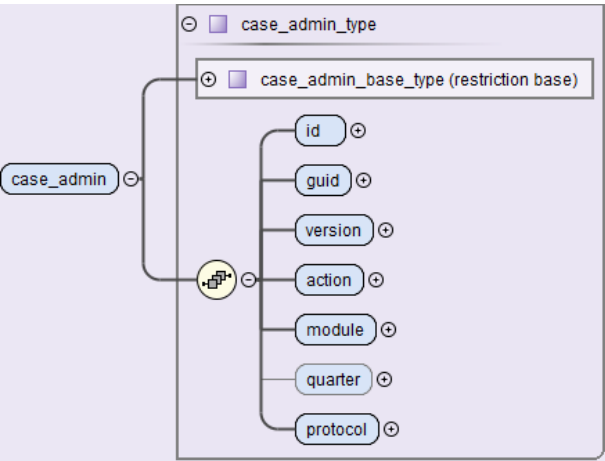 case_admin_type
case_admin_base_type (restriction base)
id
guid
case_admin
version
action
module
quarter
protocol